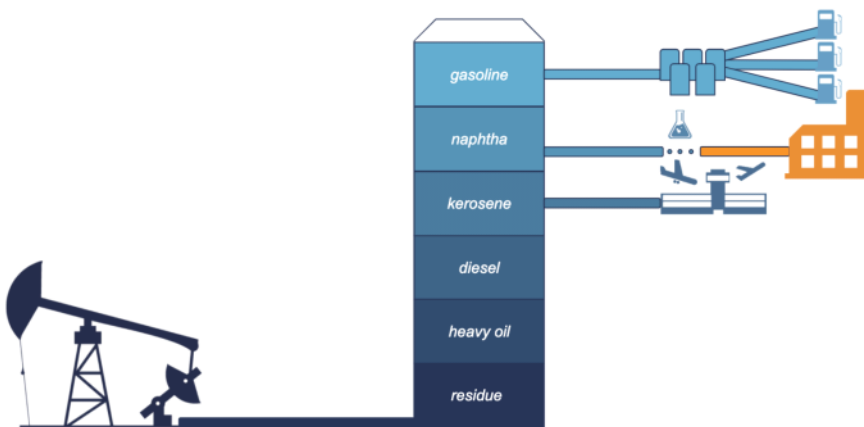 gasoline
naphtha
kerosene
diesel
heavy oil
residue